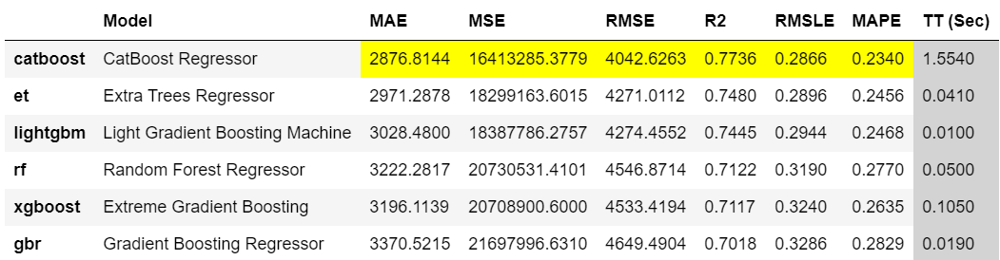 Model MAE MSE RMSE R2 RMSLE MAPE TT (Sec)
catboost CatBoost Regressor 2876.8144 16413285.3779 4042.6263 0.7736 0.2866 0.2340 1.5540
et Extra Trees Regressor 2971.2878 18299163.6015 4271.0112 0.7480 0.2896 0.2456 0.0410
lightgbm Light Gradient Boosting Machine 3028.4800 18387786.2757 4274.4552 0.7445 0.2944 0.2468 0.0100
rf Random Forest Regressor 3222.2817 20730531.4101 4546.8714 0.7122 0.3190 0.2770 0.0500
xgboost Extreme Gradient Boosting 3196.1139 20708900.6000 4533.4194 0.7117 0.3240 0.2635 0.1050
gbr Gradient Boosting Regressor 3370.5215 21697996.6310 4649.4904 0.7018 0.3286 0.2829 0.0190